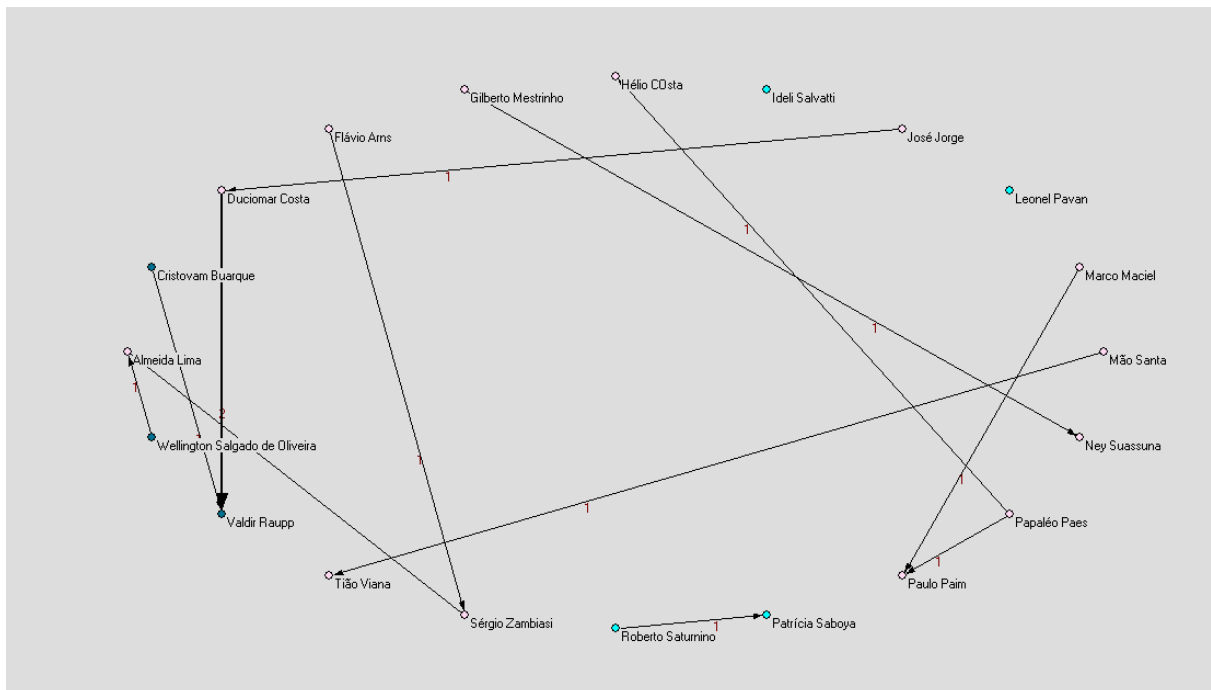 Hélio COsta
Gilberto Mestrinho
Ideli Salvatti
Flávio Arns
José Jorge
1
Duciomar Costa
Leonel Pavan
1
Cristovam Buarque
Marco Maciel
1
Almeida Lima
Mão Santa
1
2
1
Wellington Salgado de Oliveira
Ney Suassuna
1
1
1
Valdir Raupp
Papaléo Paes
1
Tião Viana
Paulo Paim
Sérgio Zambiasi
Patrícia Saboya
1
Roberto Saturnino